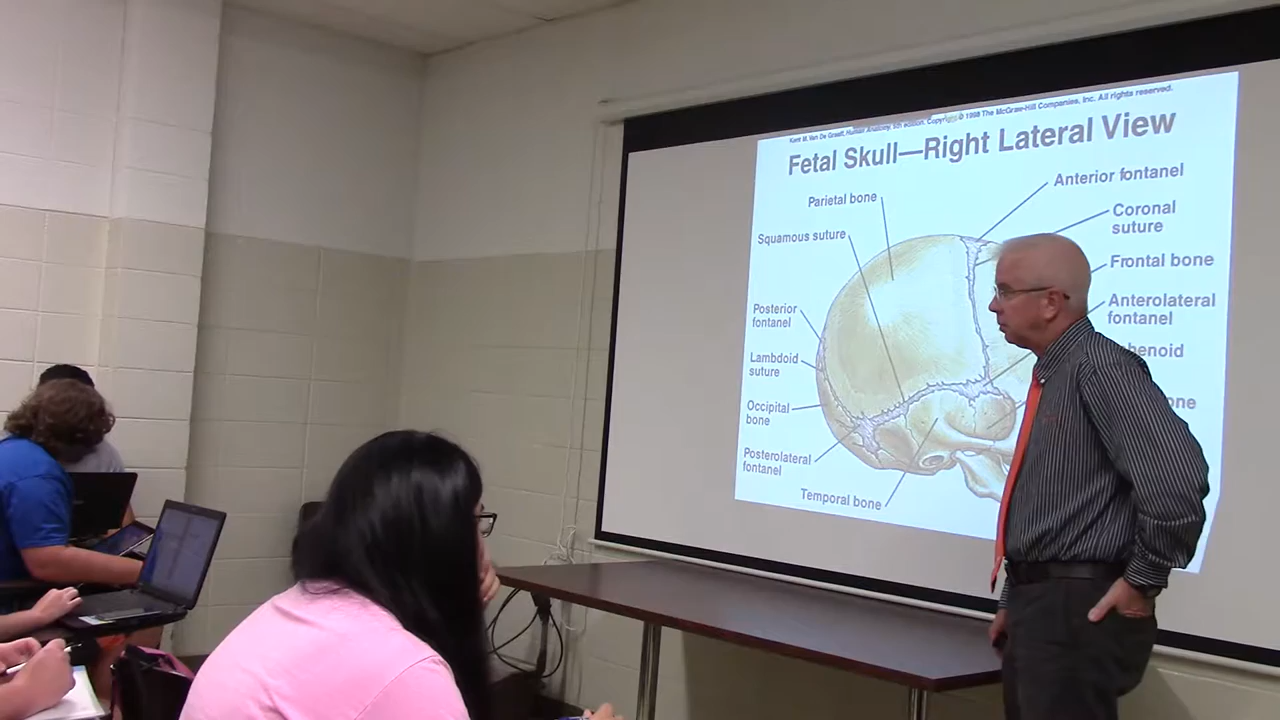 Kent M. Van De Graaff, Human Anatomy, 5th edition, Copyright © 1998 The McGraw-Hill Companies, Inc. All rights reserved.
Fetal Skull—Right Lateral View
Anterior fontanel
Parietal bone
Coronal
suture
Squamous suture
Frontal bone
Anterolateral
fontanel
Posterior
fontanel
henoid
Lambdoid
suture
one
Occipital
bone
Posterolateral
fontanel
Temporal bone